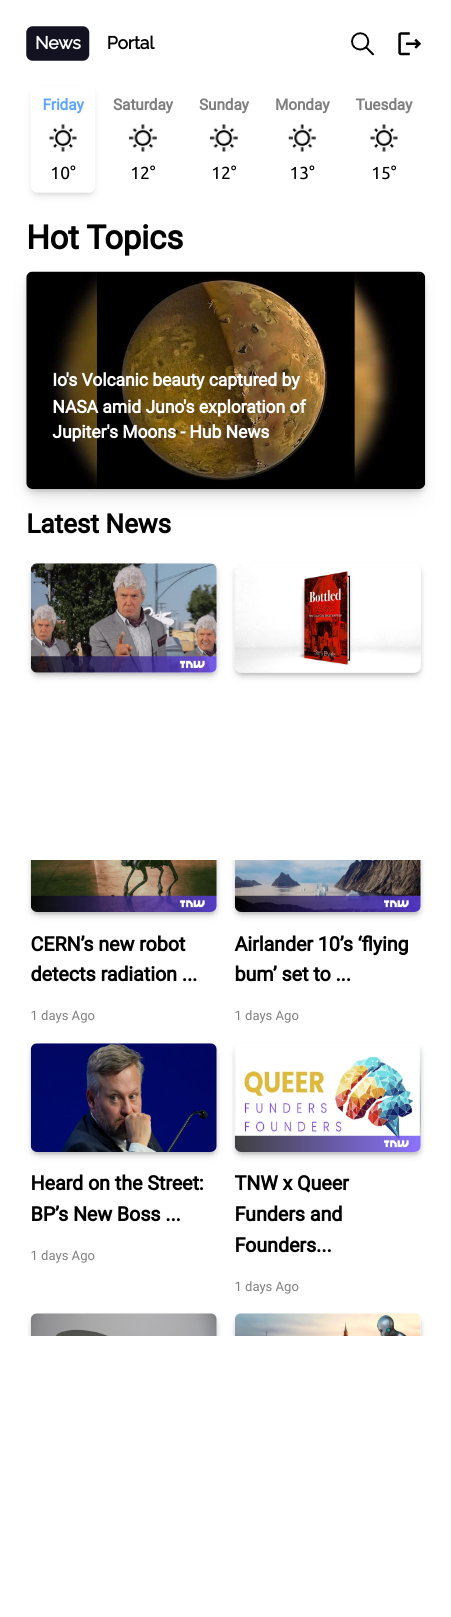 News Portal
Friday Saturday Sunday Monday Tuesday
10° 12° 12° 13° 15°
Hot Topics
Io's Volcanic beauty captured by
NASA amid Juno's exploration of
Jupiter's Moons - Hub News
Latest News
TNW
Bottled
TNW TNW
CERN’s new robot
detects radiation ...
1 days Ago
Airlander 10’s ‘flying
bum’ set to ...
1 days Ago
QUEER
FUNDERS
FOUNDERS
TNW
Heard on the Street:
BP’s New Boss ...
1 days Ago
TNW x Queer
Funders and
Founders...
1 days Ago